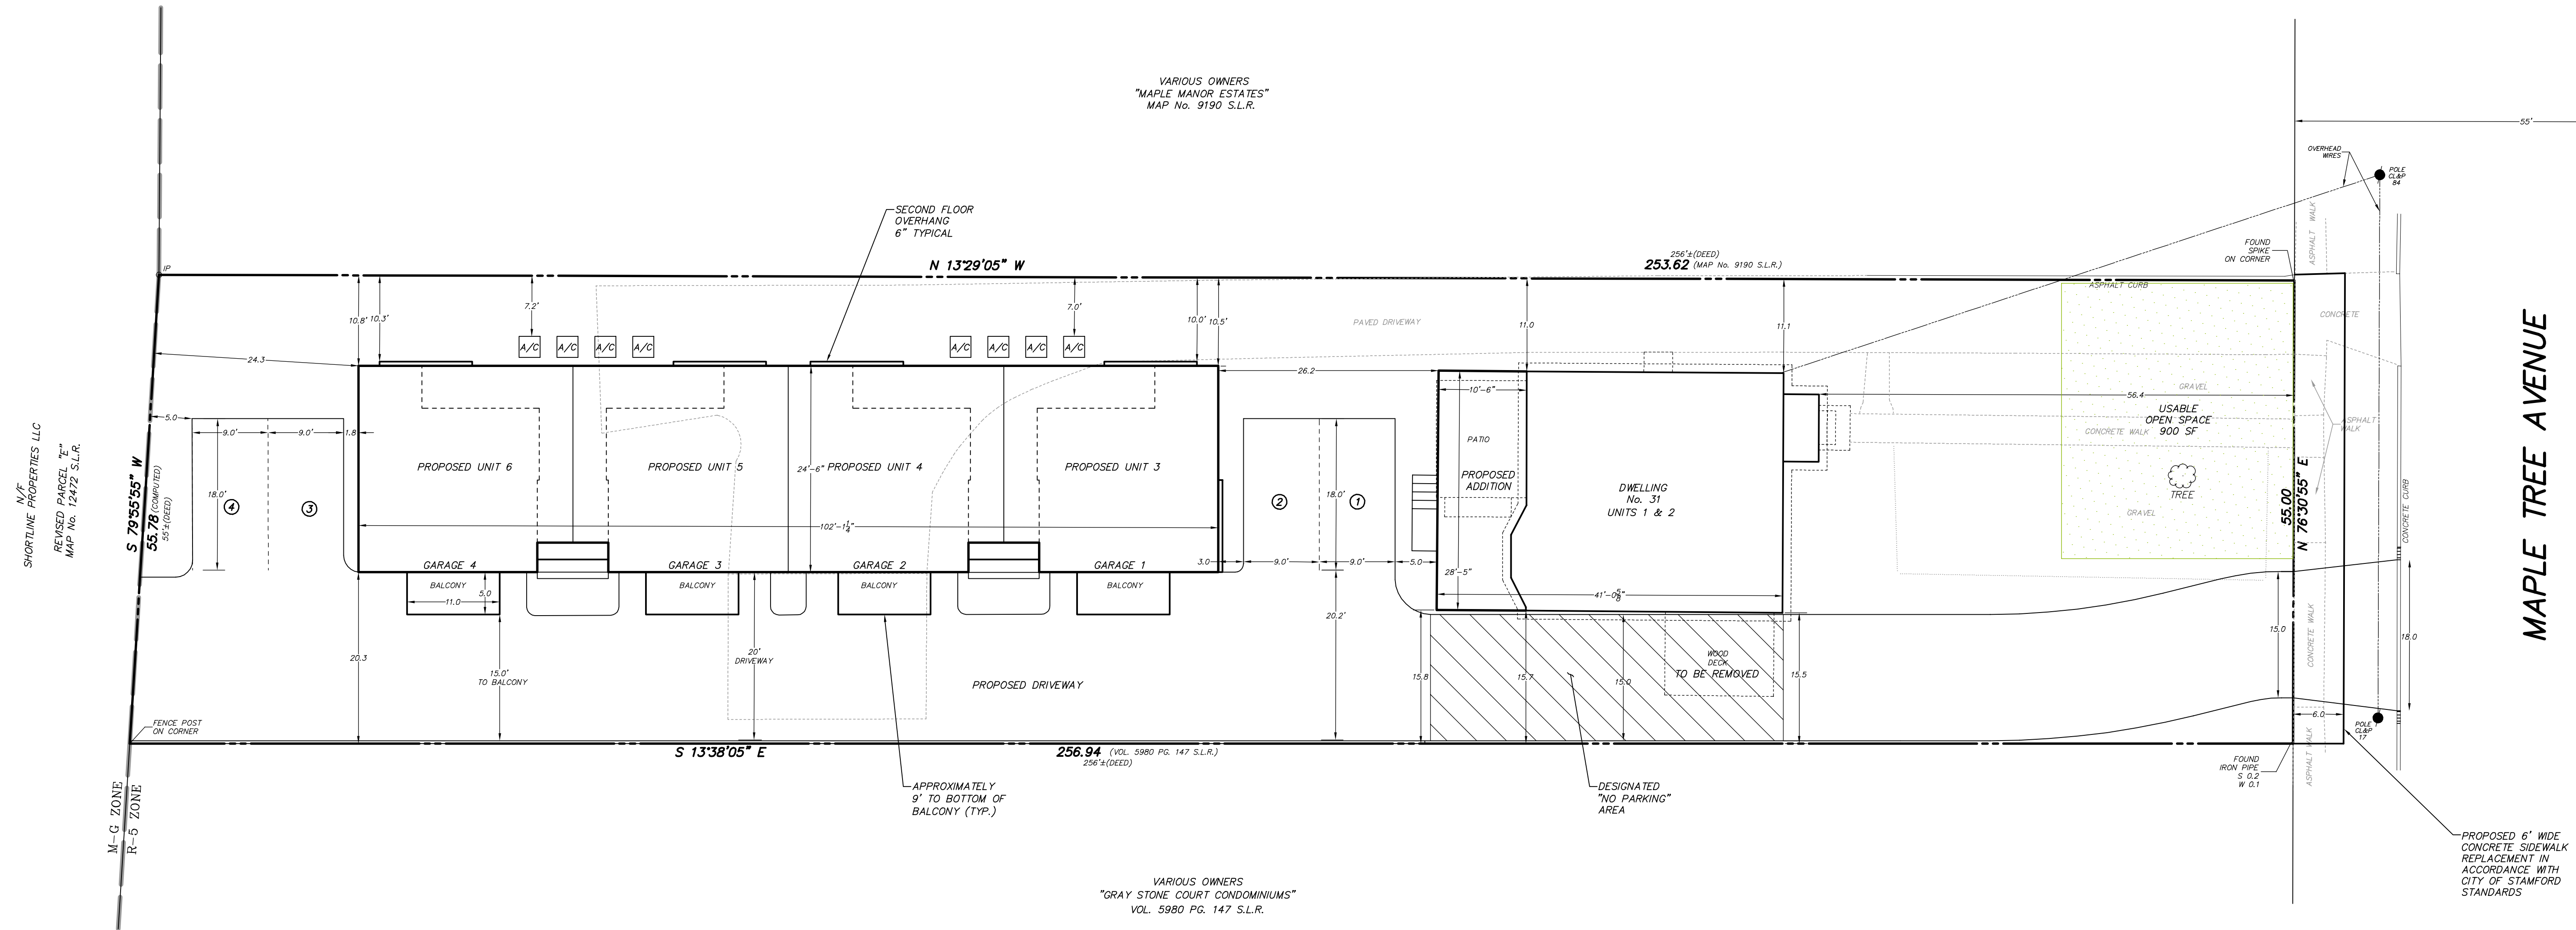 VARIOUS OWNERS
"MAPLE MANOR ESTATES"
MAP No. 9190 S.L.R.
55'
OVERHEAD
WIRES
POLE
CL&P
84
SECOND FLOOR
OVERHANG
6" TYPICAL
ASPHALT WALK
FOUND
SPIKE
ON CORNER
IP
N 13°29'05" W
256'±(DEED)
253.62 (MAP No. 9190 S.L.R.)
ASPHALT CURB
10.8'
10.3'
7.2'
7.0'
10.0'
10.5'
PAVED DRIVEWAY
11.0
11.1
CONCRETE
A/C
A/C
A/C
A/C
A/C
A/C
A/C
A/C
24.3
26.2
10'-6"
56.4
GRAVEL
USABLE
OPEN SPACE
900 SF
CONCRETE WALK
ASPHALT
WALK
MAPLE TREE AVENUE
5.0
9.0'
9.0'
1.8
18.0'
4
3
N/F
SHORTLINE PROPERTIES LLC
REVISED PARCEL "E"
MAP No. 12472 S.L.R.
S 79°55'55" W
55.78 (COMPUTED)
55'±(DEED)
PROPOSED UNIT 6
PROPOSED UNIT 5
24'-6"
PROPOSED UNIT 4
PROPOSED UNIT 3
102'-1 1/4"
2
1
18.0'
PATIO
PROPOSED
ADDITION
DWELLING
No. 31
UNITS 1 & 2
TREE
GRAVEL
55.00
N 76°30'55" E
CONCRETE CURB
GARAGE 4
GARAGE 3
GARAGE 2
GARAGE 1
3.0
9.0'
9.0'
5.0
28'-5"
41'-0 5/8"
BALCONY
BALCONY
BALCONY
BALCONY
11.0
5.0
20.2'
15.0
18.0
CONCRETE WALK
20.3
15.0'
TO BALCONY
20'
DRIVEWAY
PROPOSED DRIVEWAY
15.8
15.7
15.0
WOOD
DECK
TO BE REMOVED
15.5
FENCE POST
ON CORNER
6.0
POLE
CL&P
17
S 13°38'05" E
256.94 (VOL. 5980 PG. 147 S.L.R.)
256'±(DEED)
ASPHALT WALK
FOUND
IRON PIPE
S 0.2
W 0.1
M-G ZONE
R-5 ZONE
APPROXIMATELY
9' TO BOTTOM OF
BALCONY (TYP.)
DESIGNATED
"NO PARKING"
AREA
PROPOSED 6' WIDE
CONCRETE SIDEWALK
REPLACEMENT IN
ACCORDANCE WITH
CITY OF STAMFORD
STANDARDS
VARIOUS OWNERS
"GRAY STONE COURT CONDOMINIUMS"
VOL. 5980 PG. 147 S.L.R.